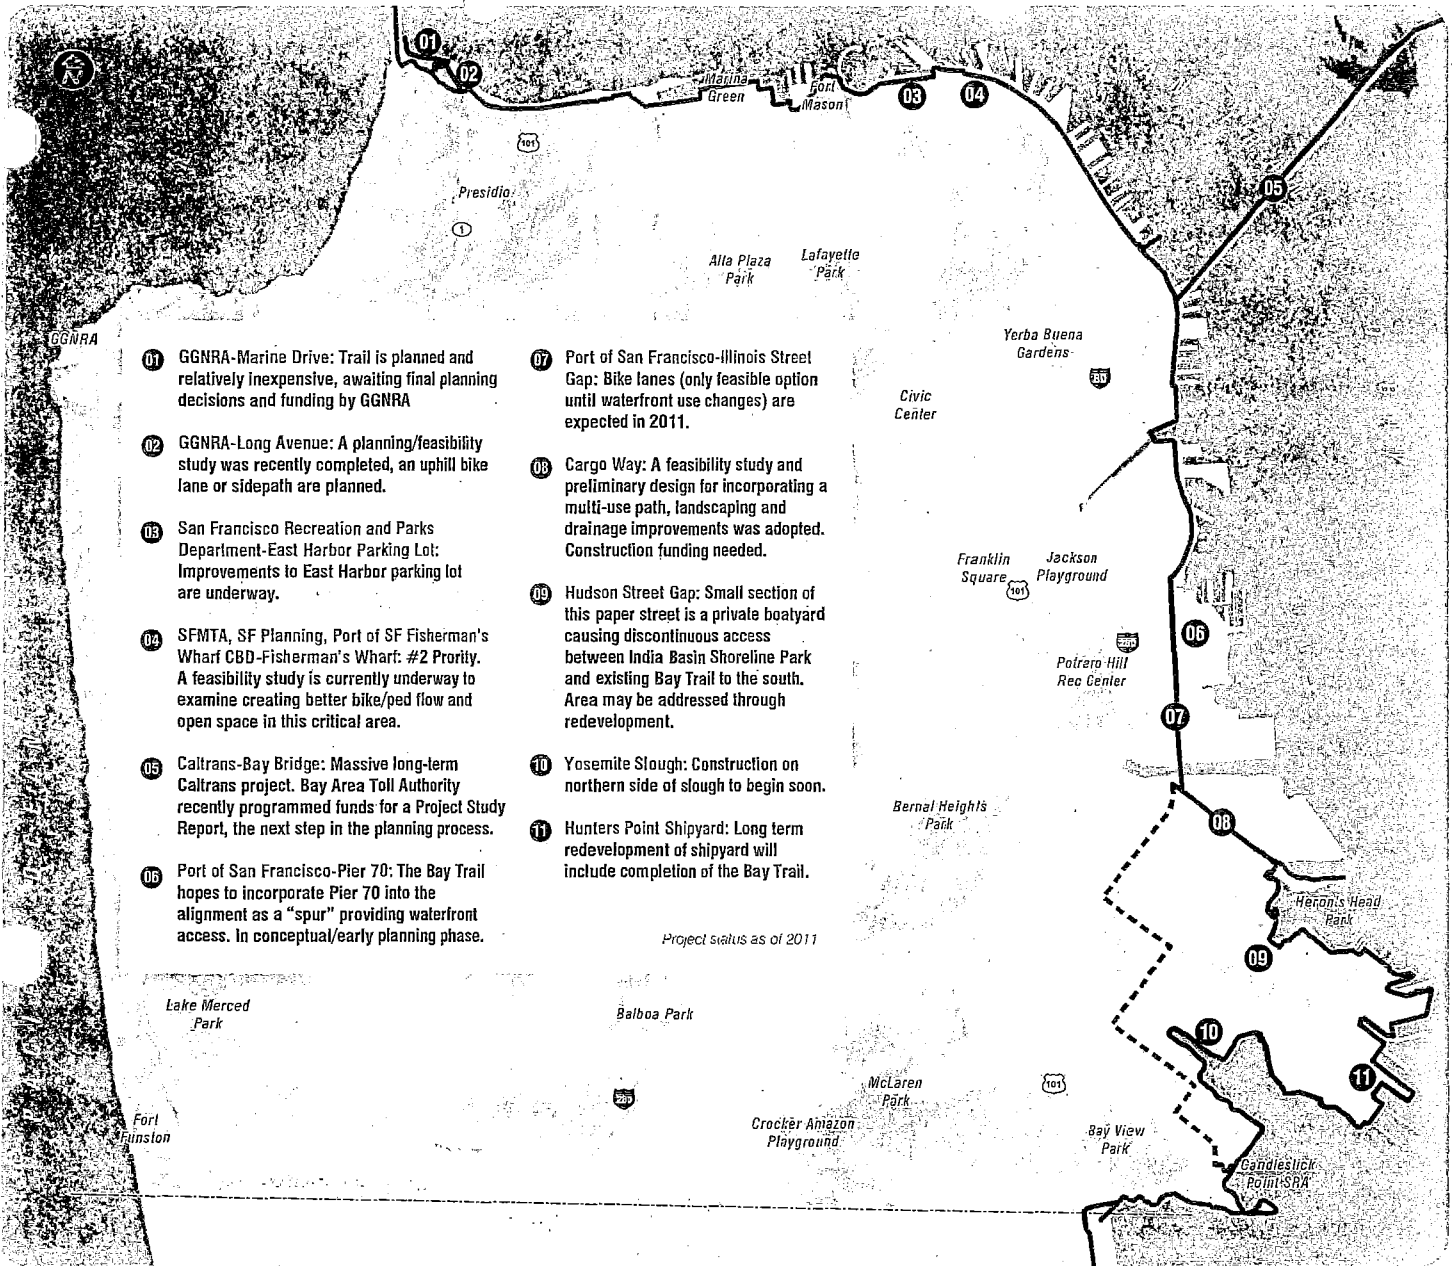 N
01
02
Marina
Green
Fort
Mason
03
04
101
Presidio
1
05
Alta Plaza
Park
Lafayette
Park
GGNRA
Yerba Buena
Gardens
80
Civic
Center
01 GGNRA-Marine Drive: Trail is planned and
relatively inexpensive, awaiting final planning
decisions and funding by GGNRA
02 GGNRA-Long Avenue: A planning/feasibility
study was recently completed, an uphill bike
lane or sidepath are planned.
03 San Francisco Recreation and Parks
Department-East Harbor Parking Lot:
Improvements to East Harbor parking lot
are underway.
04 SFMTA, SF Planning, Port of SF Fisherman's
Wharf CBD-Fisherman's Wharf: #2 Prority.
A feasibility study is currently underway to
examine creating better bike/ped flow and
open space in this critical area.
05 Caltrans-Bay Bridge: Massive long-term
Caltrans project. Bay Area Toll Authority
recently programmed funds for a Project Study
Report, the next step in the planning process.
06 Port of San Francisco-Pier 70: The Bay Trail
hopes to incorporate Pier 70 into the
alignment as a "spur" providing waterfront
access. In conceptual/early planning phase.
07 Port of San Francisco-Illinois Street
Gap: Bike lanes (only feasible option
until waterfront use changes) are
expected in 2011.
08 Cargo Way: A feasibility study and
preliminary design for incorporating a
multi-use path, landscaping and
drainage improvements was adopted.
Construction funding needed.
09 Hudson Street Gap: Small section of
this paper street is a private boatyard
causing discontinuous access
between India Basin Shoreline Park
and existing Bay Trail to the south.
Area may be addressed through
redevelopment.
10 Yosemite Slough: Construction on
northern side of slough to begin soon.
11 Hunters Point Shipyard: Long term
redevelopment of shipyard will
include completion of the Bay Trail.
Project status as of 2011
Franklin
Square
101
Jackson
Playground
280
06
Potrero Hill
Rec Center
07
Bernal Heights
Park
08
Heron's Head
Park
09
Lake Merced
Park
Balboa Park
10
11
McLaren
Park
101
280
Fort
Funston
Crocker Amazon
Playground
Bay View
Park
Candlestick
Point SRA